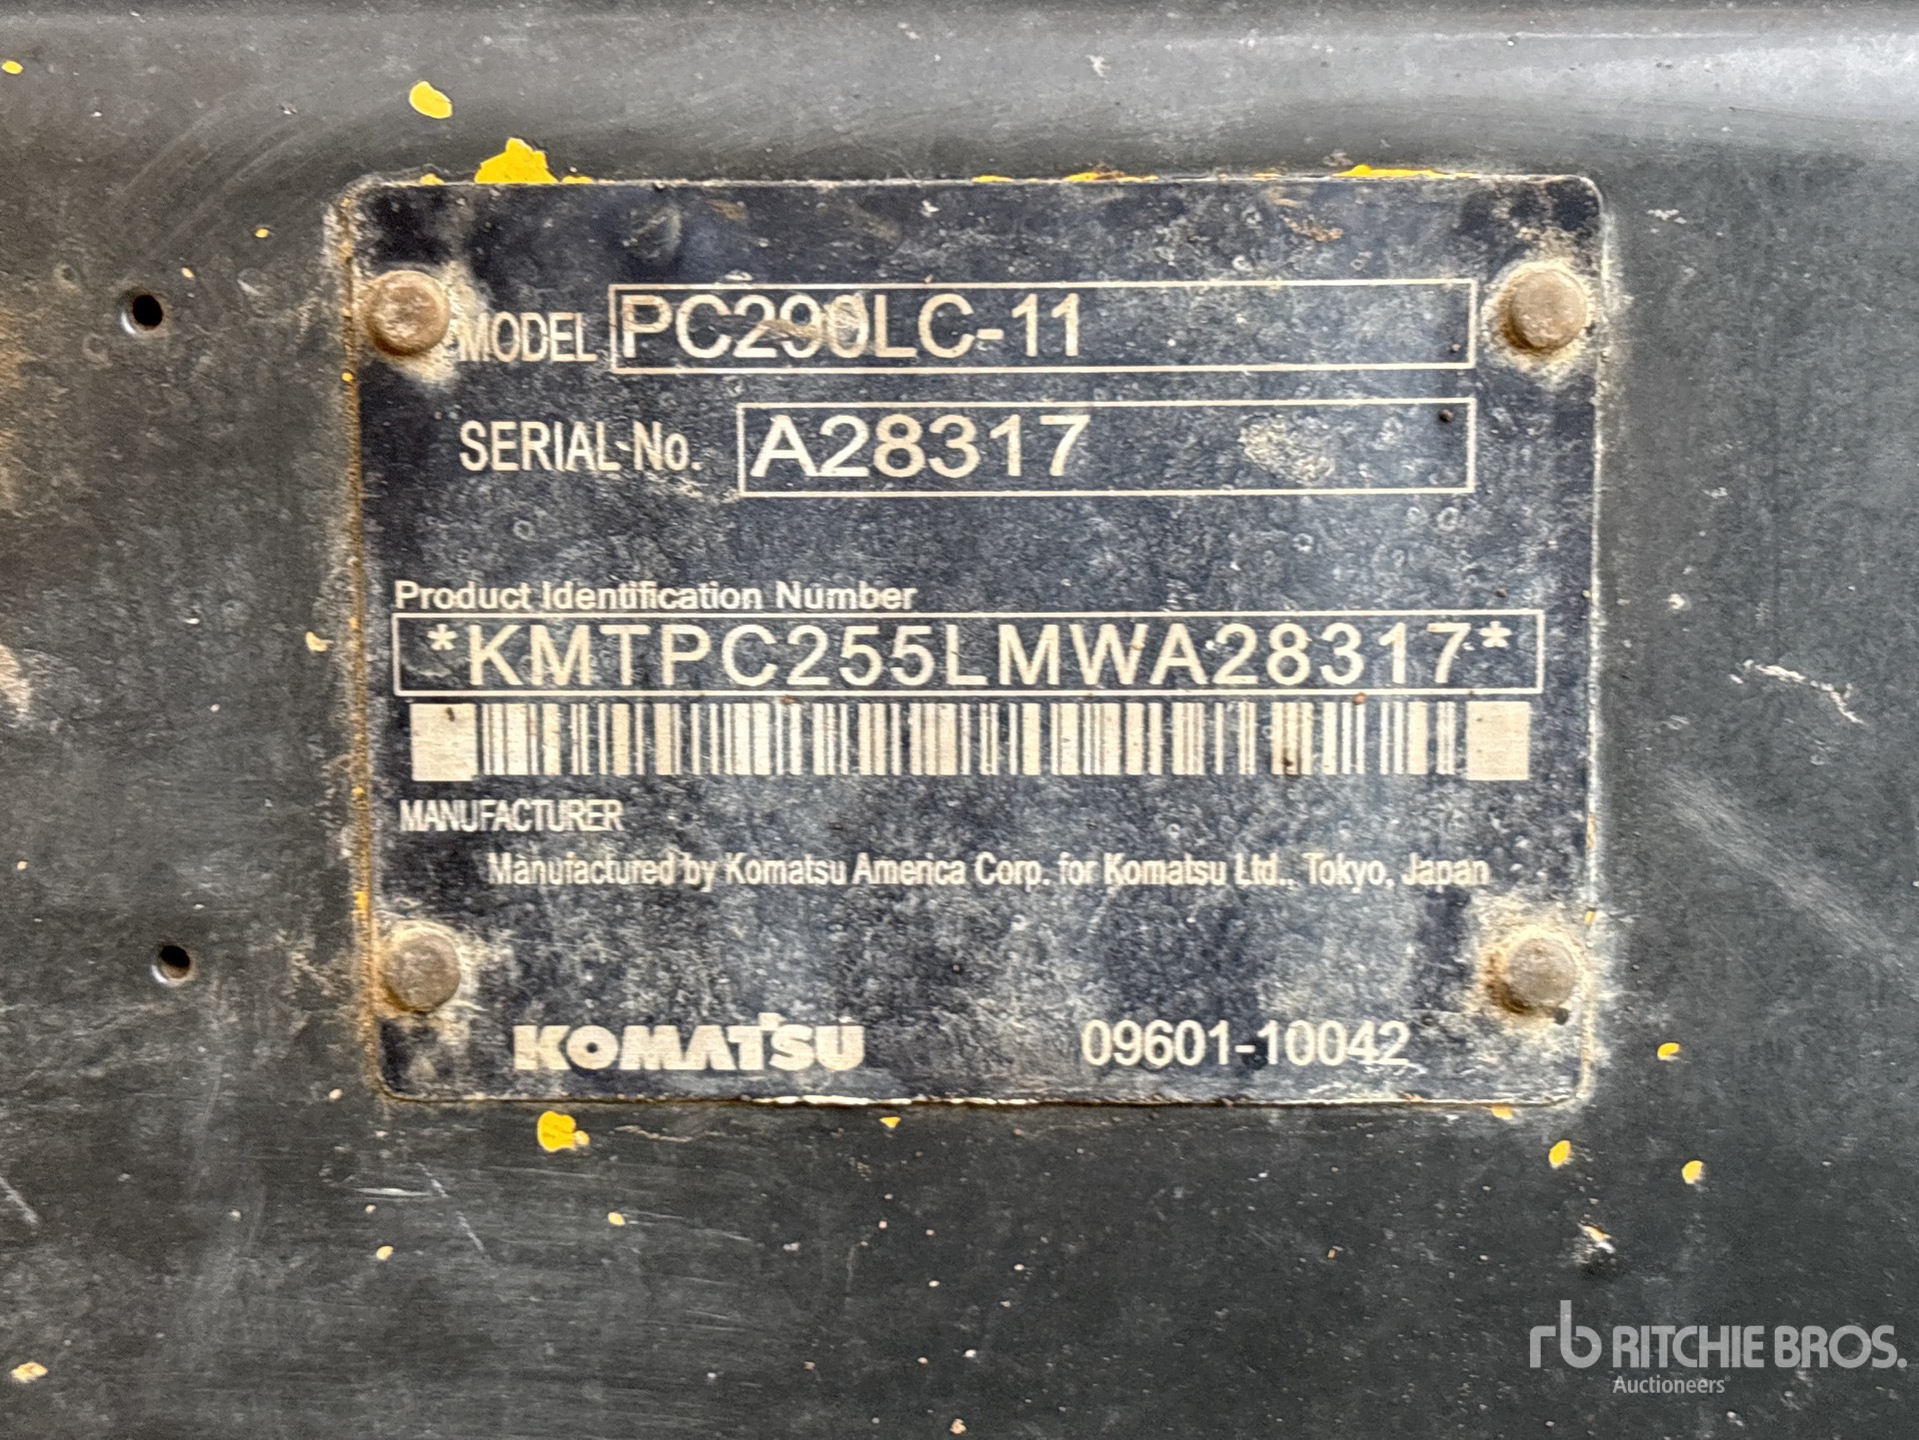 MODEL PC290LC-11
SERIAL No. A28317
Product Identification Number
*KMTPC255LMWA28317*
MANUFACTURER
Manufactured by Komatsu America Corp. for Komatsu Ltd., Tokyo, Japan
KOMATSU 09601-10042
rb RITCHIE BROS.
Auctioneers